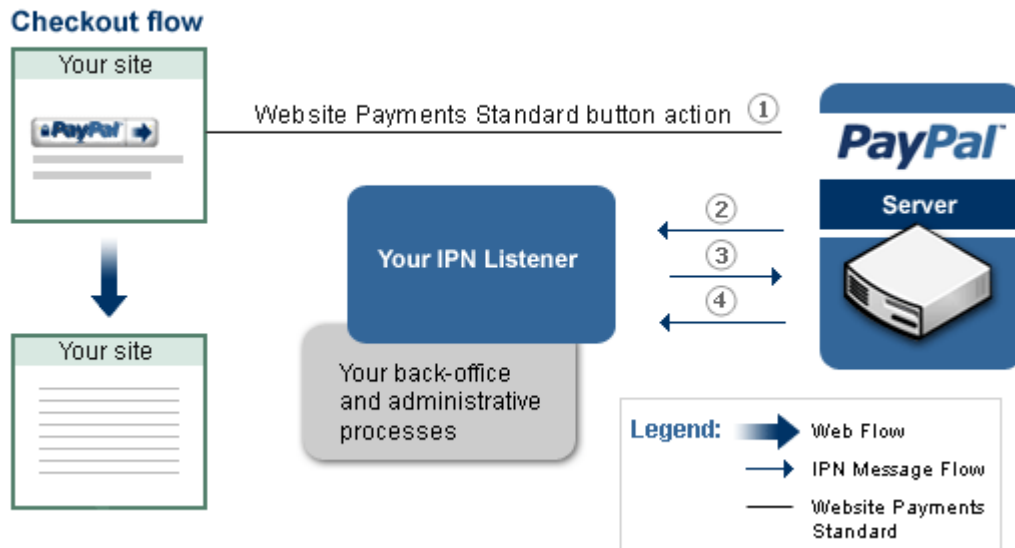 Checkout flow
Your site
PayPal
Website Payments Standard button action 1
PayPal™
Server
2
Your IPN Listener
3
4
Your site
Your back-office
and administrative
processes
Legend:
Web Flow
IPN Message Flow
Website Payments
Standard